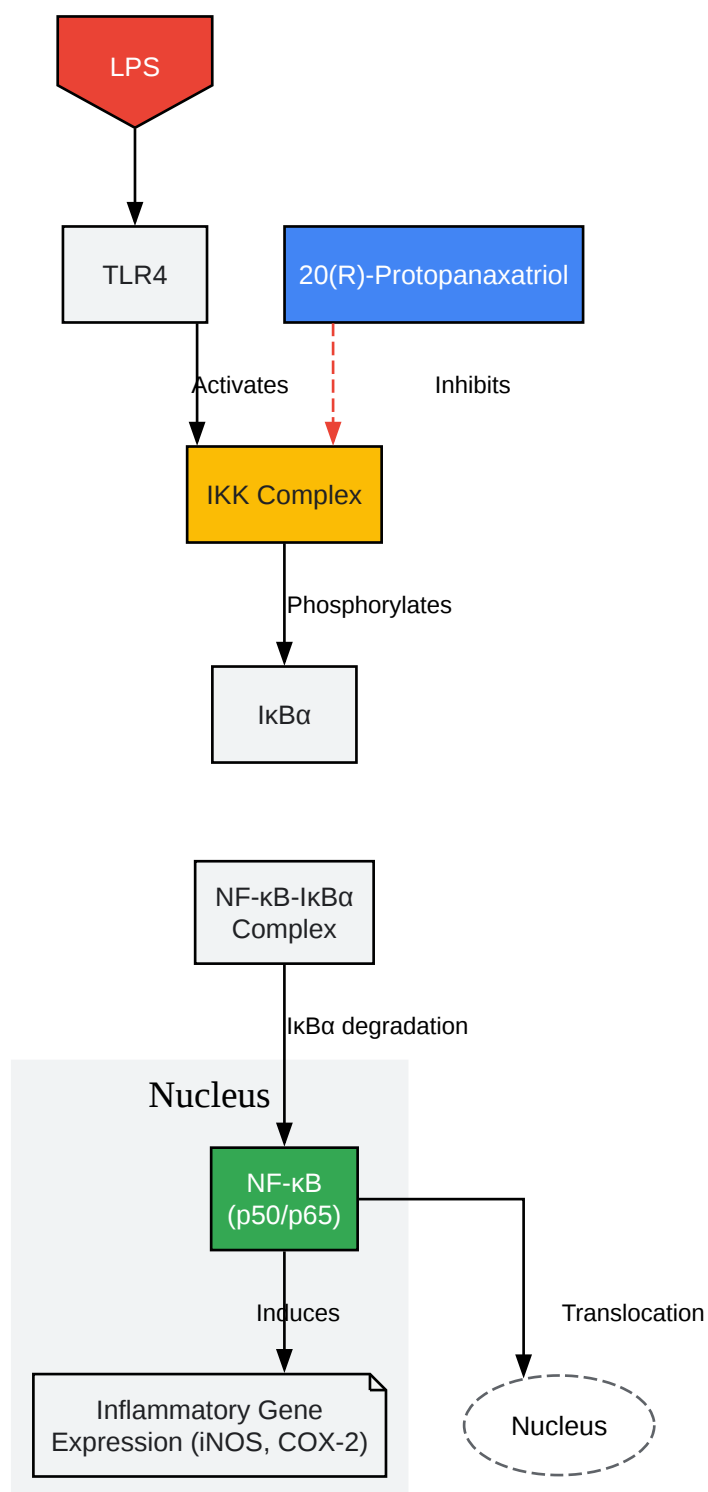 LPS
TLR4
20(R)-Protopanaxatriol
Activates
Inhibits
IKK Complex
Phosphorylates
IκBα
NF-κB-IκBα
Complex
IκBα degradation
Nucleus
NF-κB
(p50/p65)
Induces
Translocation
Inflammatory Gene
Expression (iNOS, COX-2)
Nucleus